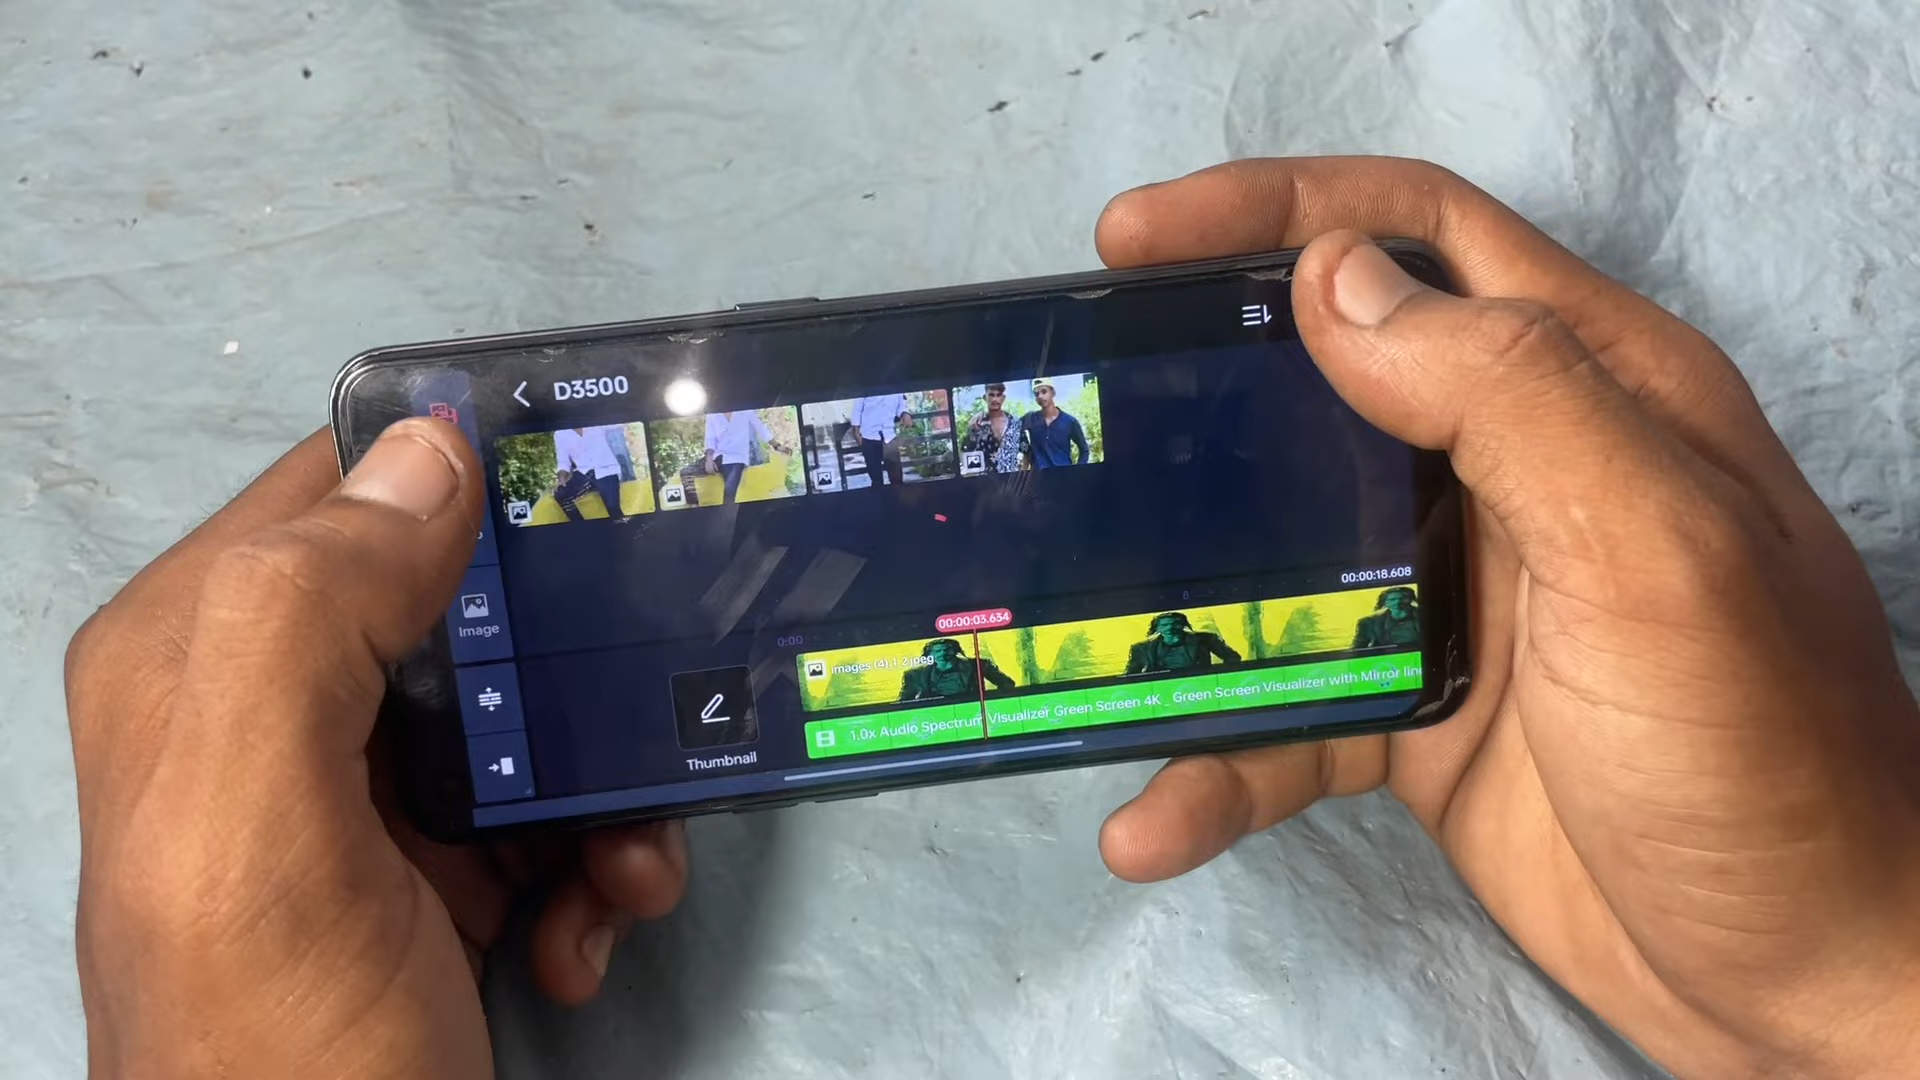 D3500
Image
00:00:18.608
8
00:00:03.634
0:00
images (4) 1 2.jpeg
1.0x Audio Spectrum Visualizer Green Screen 4K _ Green Screen Visualizer with Mirror
Thumbnail